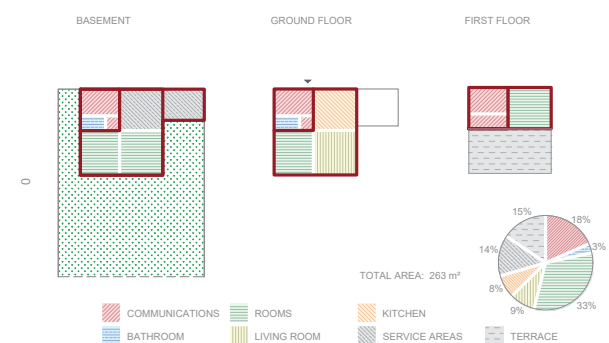 BASEMENT
GROUND FLOOR
FIRST FLOOR
0
15%
18%
3%
14%
8%
9%
33%
TOTAL AREA: 263 m²
COMMUNICATIONS
ROOMS
KITCHEN
BATHROOM
LIVING ROOM
SERVICE AREAS
TERRACE